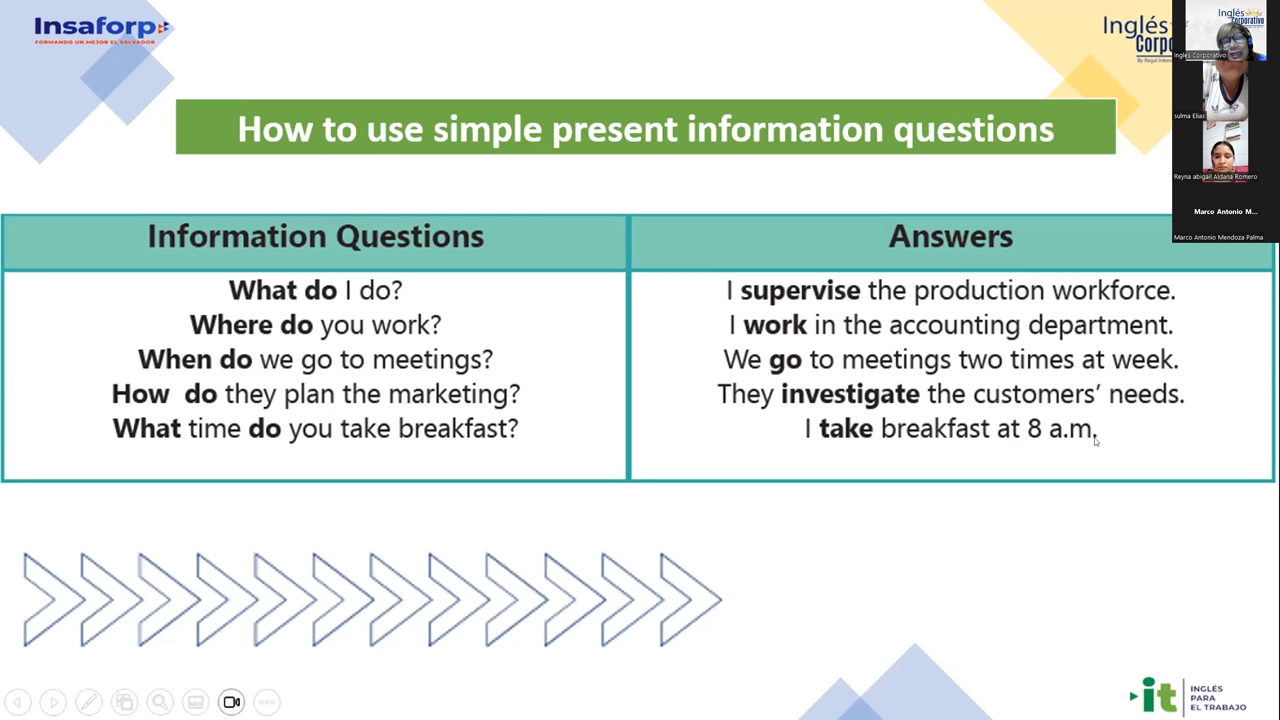 Insaforp
FORMANDO UN MEJOR EL SALVADOR
Inglés
Corpo
Inglés
Corporativo
Inglés Corporativo
sulma Elias
Reyna abigail Aldana Romero
Marco Antonio M...
Marco Antonio Mendoza Palma
How to use simple present information questions
Information Questions
Answers
What do I do?
I supervise the production workforce.
Where do you work?
I work in the accounting department.
When do we go to meetings?
We go to meetings two times at week.
How do they plan the marketing?
They investigate the customers’ needs.
What time do you take breakfast?
I take breakfast at 8 a.m.
it
INGLÉS
PARA
EL TRABAJO